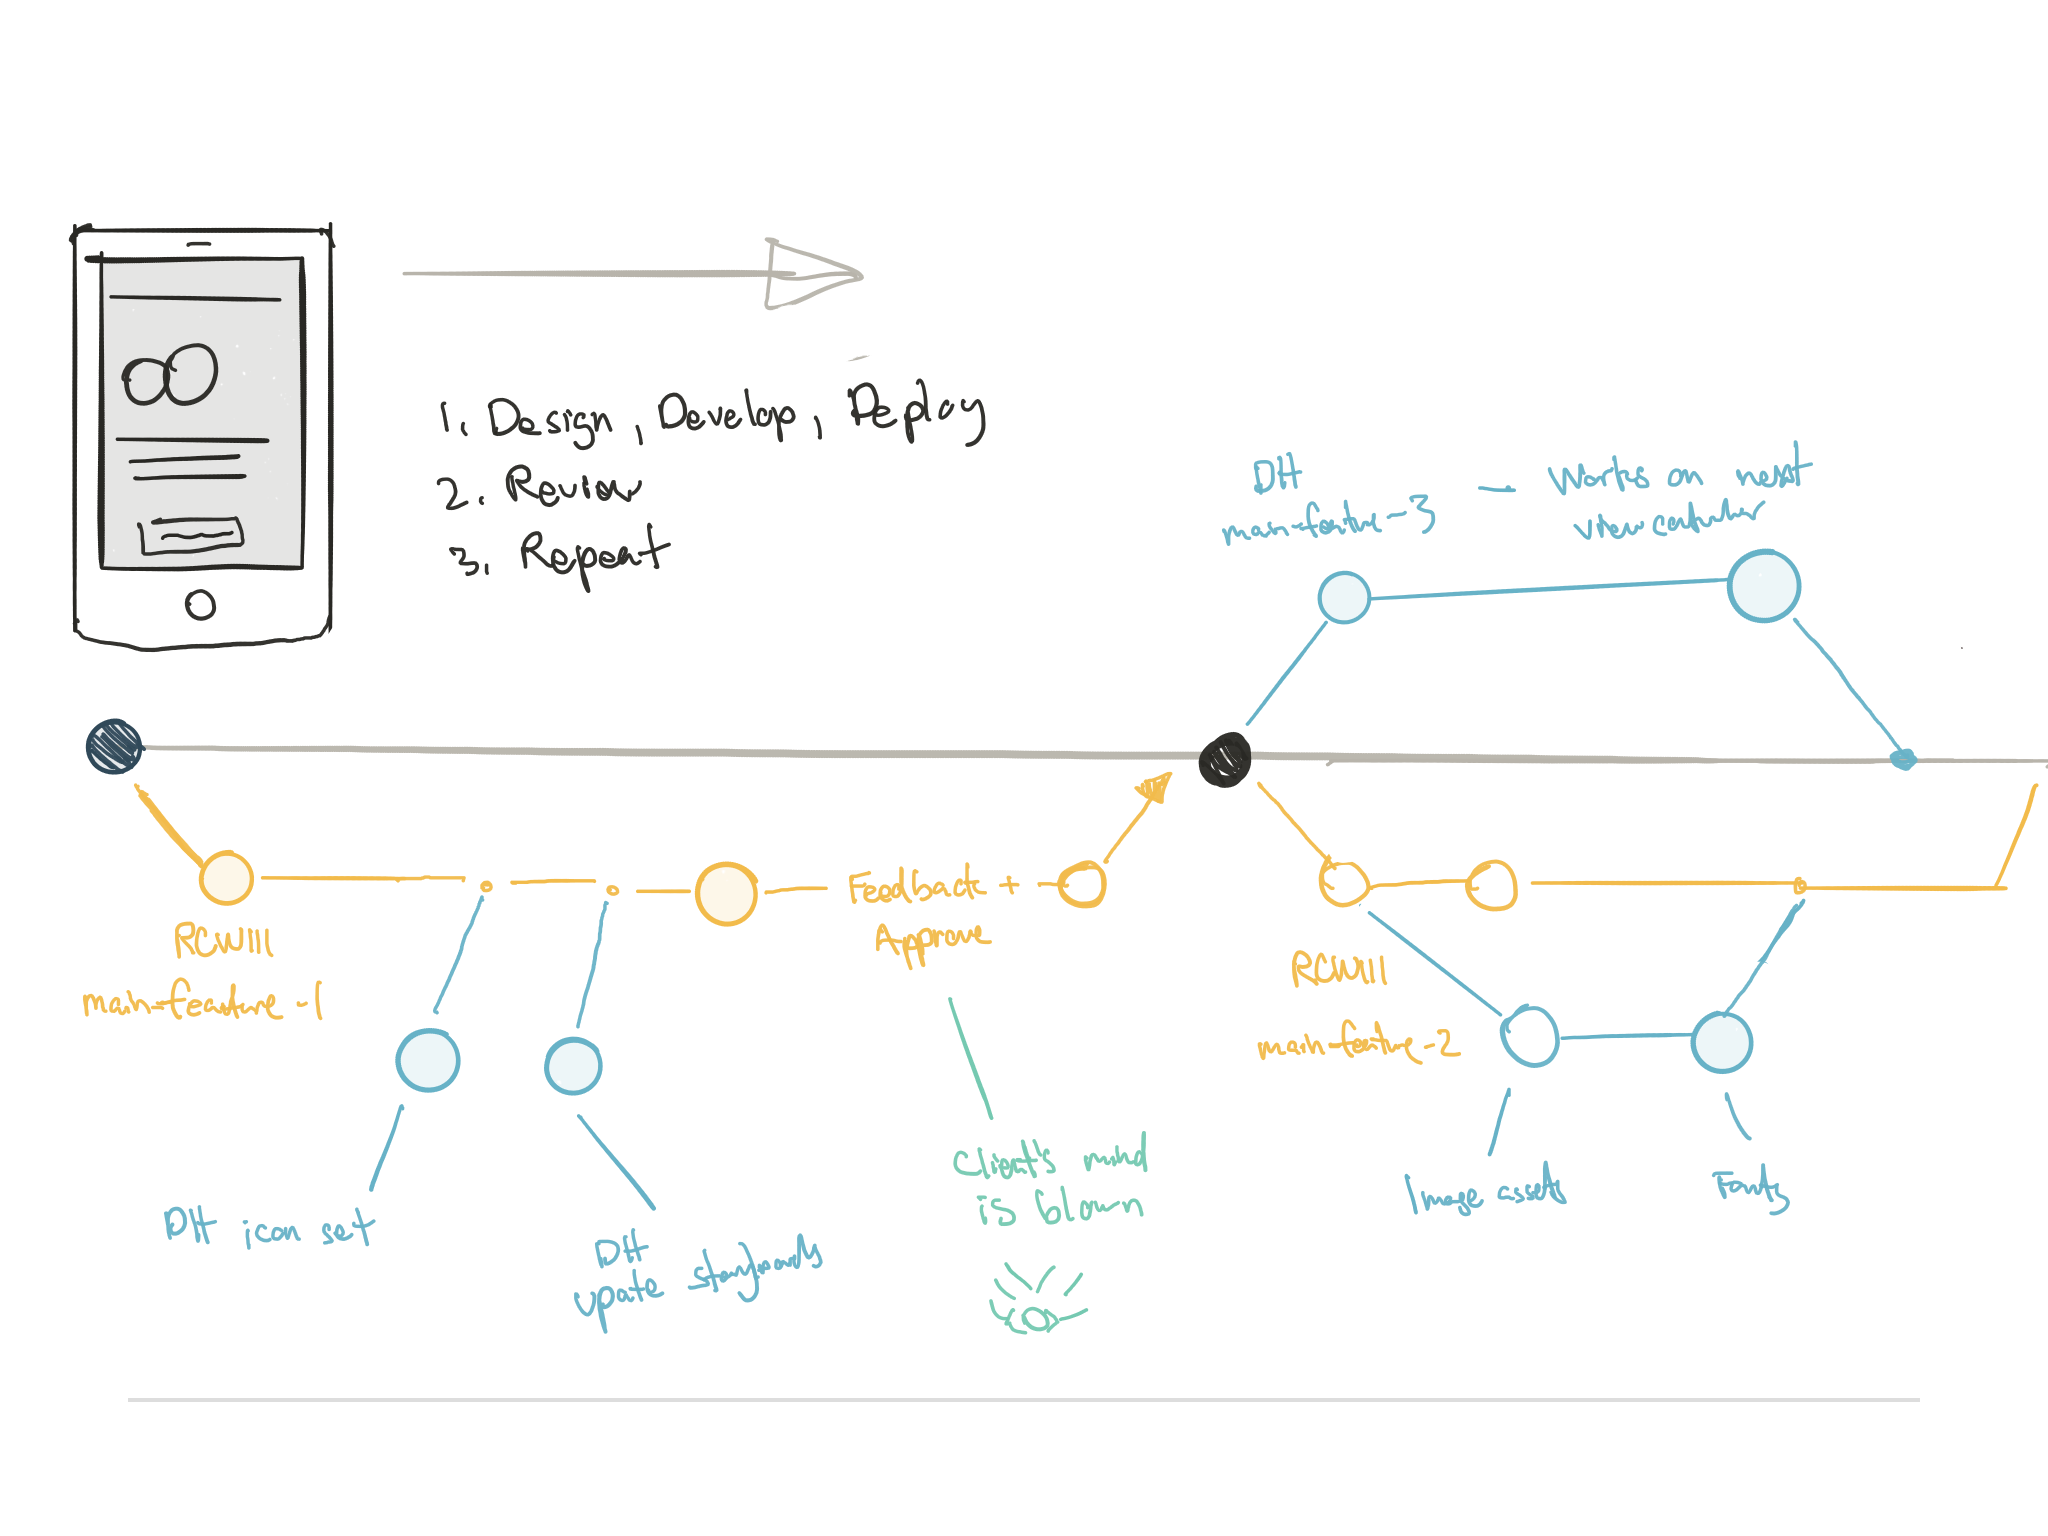 1. Design, Develop, Deploy
2. Review
3. Repeat
DH
main-feature-3 — Works on next
view controller
Feedback +
Approve
RCWIII
main-feature-1
RCWIII
main-feature-2
Client's mind
is blown
Image assets
Fonts
DH icon set
DH
upate storyboards